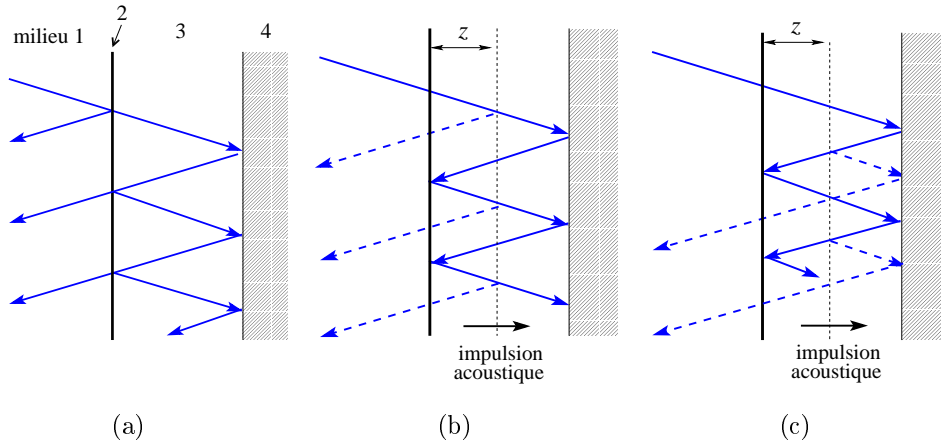 milieu 1
2
3
4
z
impulsion
acoustique
(a)
z
impulsion
acoustique
(b)
(c)